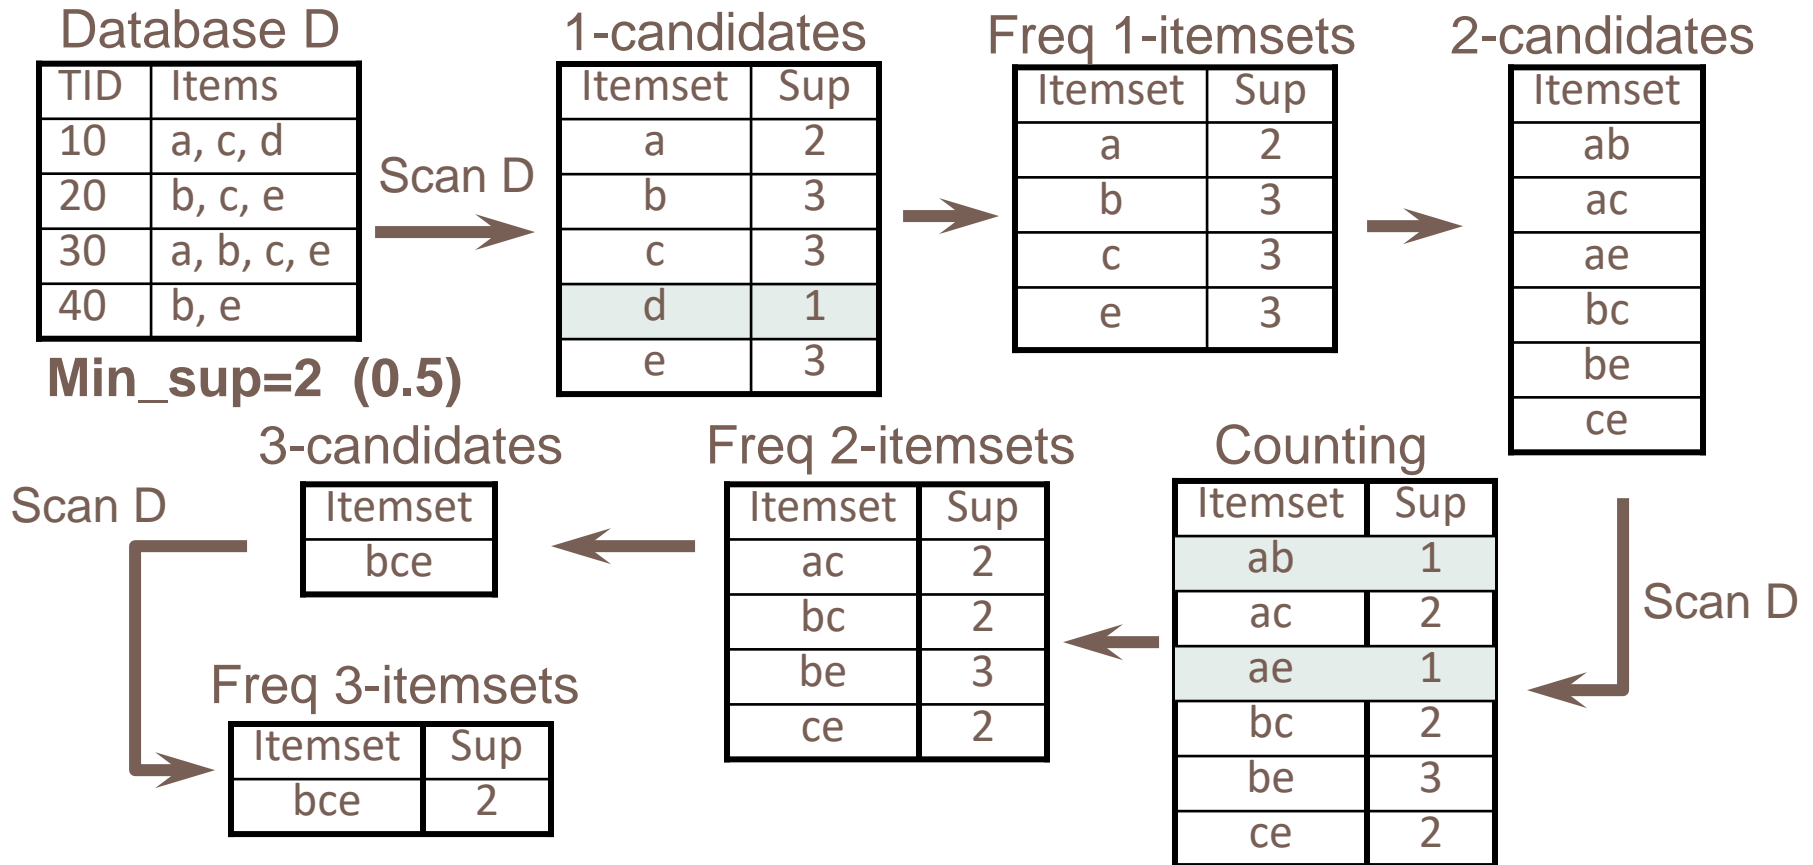 Database D
TID Items
10 a, c, d
20 b, c, e
30 a, b, c, e
40 b, e
Min_sup=2 (0.5)
Scan D
1-candidates
Itemset Sup
a 2
b 3
c 3
d 1
e 3
Freq 1-itemsets
Itemset Sup
a 2
b 3
c 3
e 3
2-candidates
Itemset
ab
ac
ae
bc
be
ce
Scan D
Counting
Itemset Sup
ab 1
ac 2
ae 1
bc 2
be 3
ce 2
Freq 2-itemsets
Itemset Sup
ac 2
bc 2
be 3
ce 2
3-candidates
Itemset
bce
Scan D
Freq 3-itemsets
Itemset Sup
bce 2